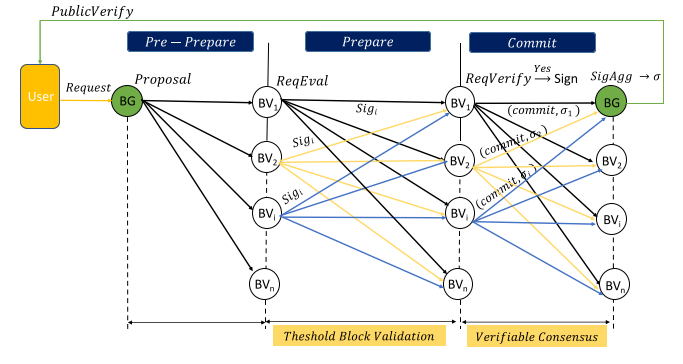 PublicVerify
Pre − Prepare
Prepare
Commit
User
Request
Proposal
ReqEval
ReqVerify —Yes→ Sign
SigAgg → σ
BG
BV₁
BV₁
BG
Sigᵢ
(commit, σ₁)
Sigᵢ
(commit, σ₂)
BV₂
BV₂
BV₂
Sigᵢ
(commit, σᵢ)
BVᵢ
BVᵢ
BVᵢ
BVₙ
BVₙ
BVₙ
Theshold Block Validation
Verifiable Consensus